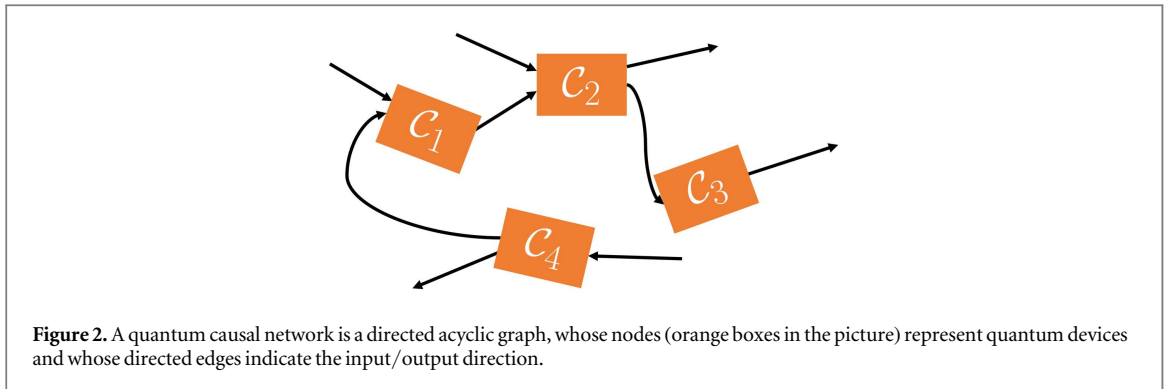 C₂
C₁
C₃
C₄
Figure 2. A quantum causal network is a directed acyclic graph, whose nodes (orange boxes in the picture) represent quantum devices
and whose directed edges indicate the input/output direction.